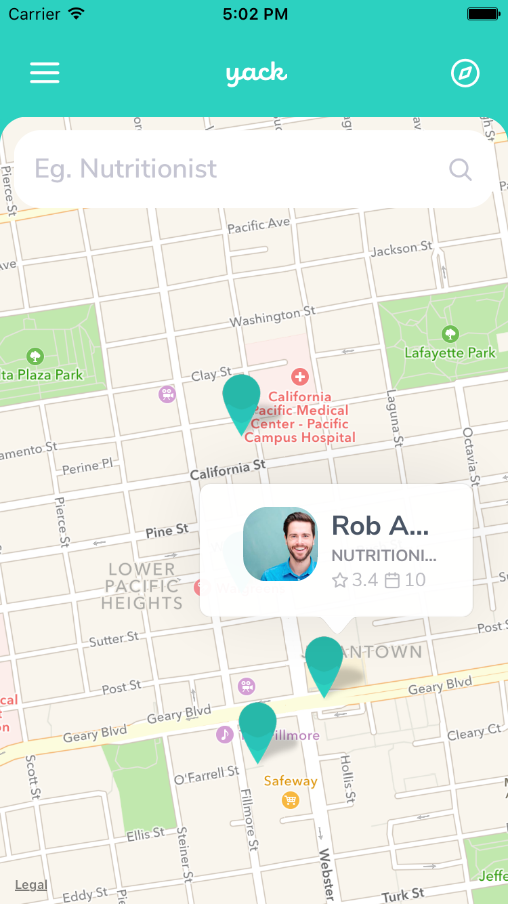 Carrier
5:02 PM
yack
Eg. Nutritionist
Pierce St
Pacific Ave
Jackson St
Ave
Washington St
Lafayette Park
ta Plaza Park
Clay St
California
Pacific Medical
Center - Pacific
Campus Hospital
Laguna St
Octavia St
amento St
Perine Pl
California St
Pierce St
Pine St
Rob A...
NUTRITIONI...
3.4
10
LOWER
PACIFIC
HEIGHTS
Sutter St
Post St
ANTOWN
Post S
Geary Blvd
Geary Blvd
Geary Blvd
cal
t
n
Fillmore
Cleary Ct
Scott St
O'Farrell St
Safeway
Hollis St
Fillmore St
Steiner St
Ellis St
Webster
Legal
Eddy St
Turk St
Jeffe